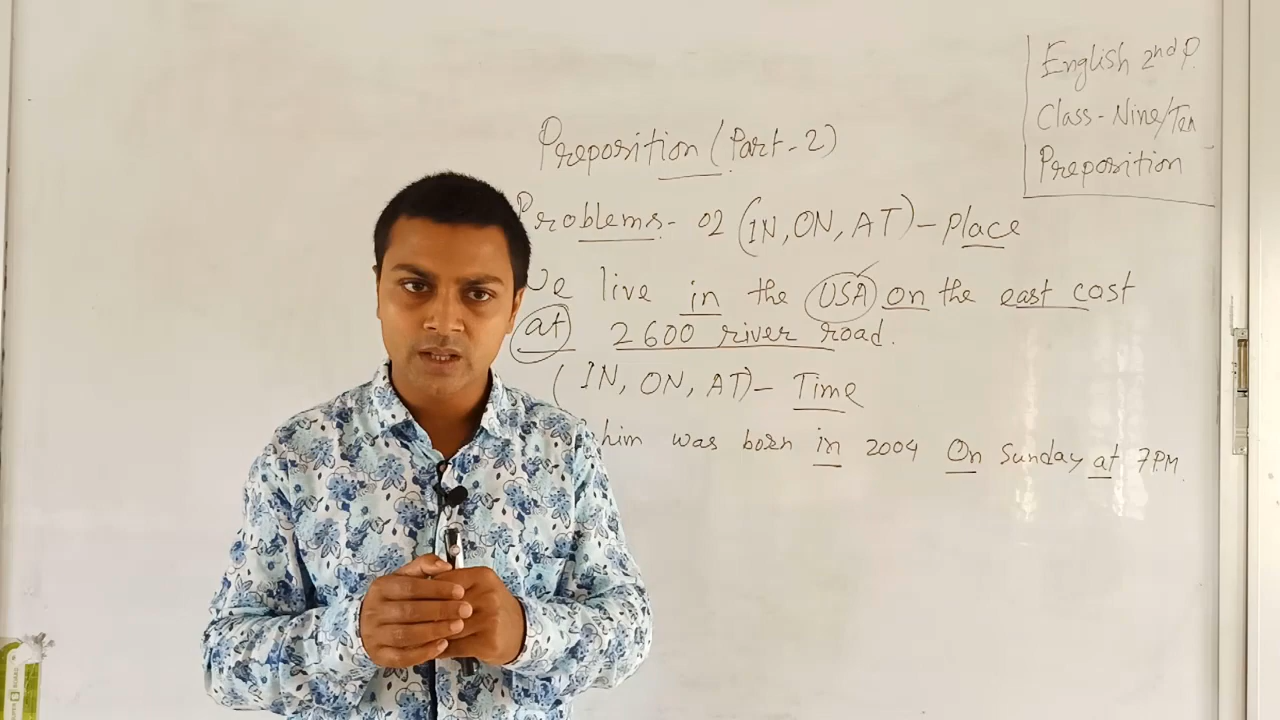 English 2nd P.
Class-Nine/Ten
Preposition
Preposition (Part-2)
Problems- 02 (IN, ON, AT) - Place
We live in the USA on the east cost
at 2600 river road.
(IN, ON, AT) - Time
him was born in 2004 On Sunday at 7PM.